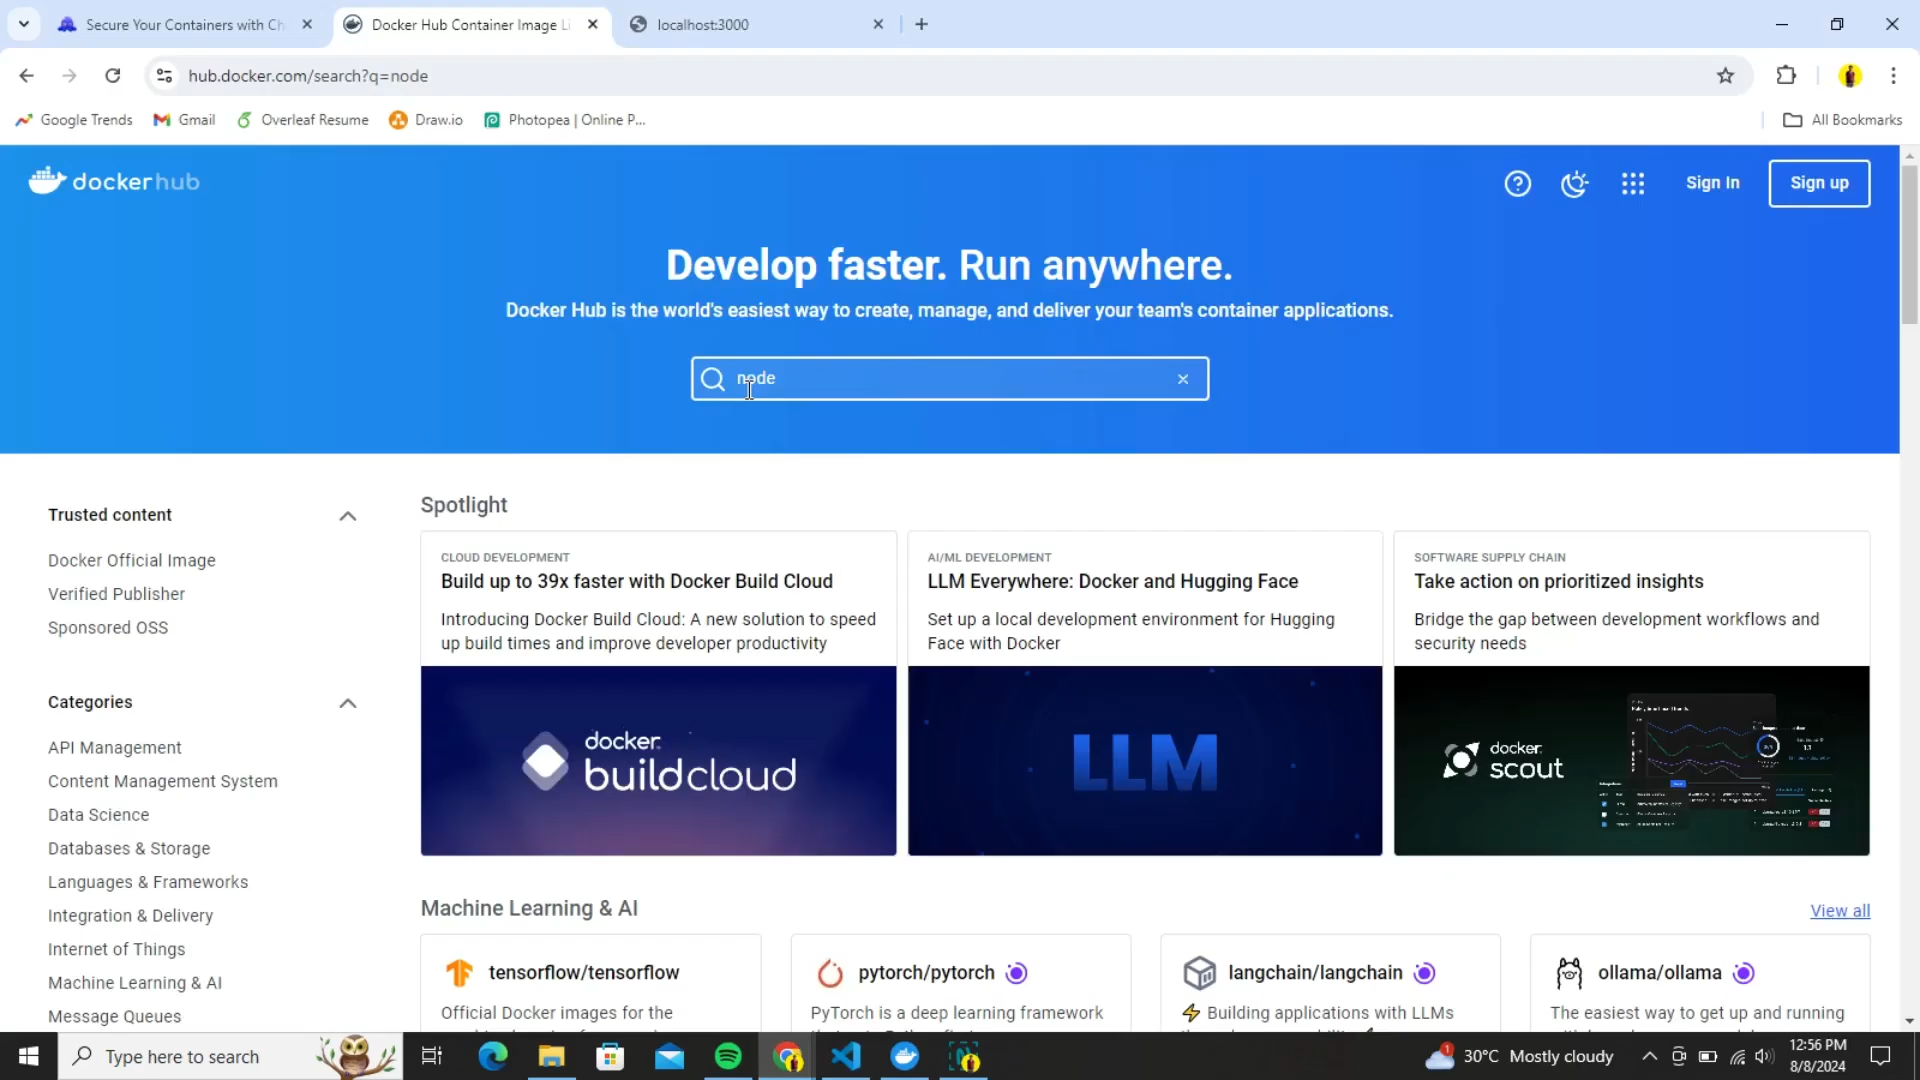 Secure Your Containers with Ch
Docker Hub Container Image Li
localhost:3000
hub.docker.com/search?q=node
Google Trends
Gmail
Overleaf Resume
Draw.io
Photopea | Online P...
All Bookmarks
dockerhub
Sign In
Sign up
Develop faster. Run anywhere.
Docker Hub is the world's easiest way to create, manage, and deliver your team's container applications.
node
Trusted content
Docker Official Image
Verified Publisher
Sponsored OSS
Categories
API Management
Content Management System
Data Science
Databases & Storage
Languages & Frameworks
Integration & Delivery
Internet of Things
Machine Learning & AI
Message Queues
Spotlight
CLOUD DEVELOPMENT
Build up to 39x faster with Docker Build Cloud
Introducing Docker Build Cloud: A new solution to speed
up build times and improve developer productivity
docker
buildcloud
AI/ML DEVELOPMENT
LLM Everywhere: Docker and Hugging Face
Set up a local development environment for Hugging
Face with Docker
LLM
SOFTWARE SUPPLY CHAIN
Take action on prioritized insights
Bridge the gap between development workflows and
security needs
docker
scout
Machine Learning & AI
View all
tensorflow/tensorflow
Official Docker images for the
pytorch/pytorch
PyTorch is a deep learning framework
langchain/langchain
⚡ Building applications with LLMs
ollama/ollama
The easiest way to get up and running
Type here to search
1
30°C Mostly cloudy
12:56 PM
8/8/2024